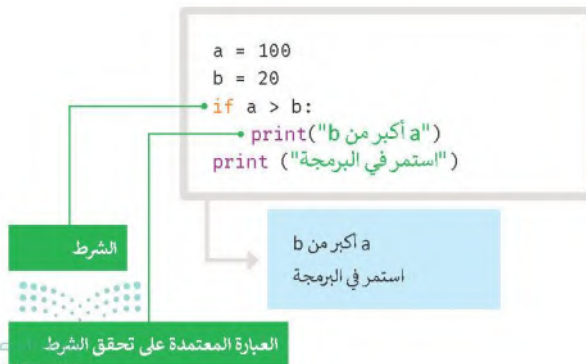 a = 100
b = 20
if a > b:
print("a أكبر من b")
print ("استمر في البرمجة")
a أكبر من b
استمر في البرمجة
الشرط
العبارة المعتمدة على تحقق الشرط